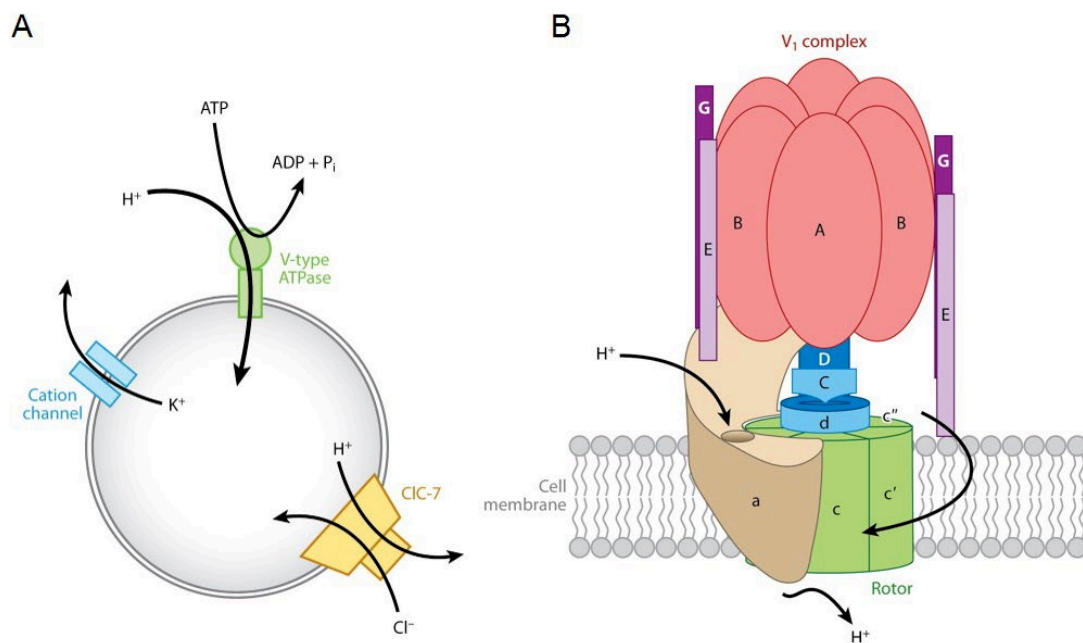 A
ATP
ADP + Pi
H⁺
V-type
ATPase
Cation
channel
K⁺
H⁺
ClC-7
Cl⁻
B
V₁ complex
G
G
B
A
B
E
E
H⁺
D
C
d
c″
Cell
membrane
a
c
c′
Rotor
H⁺